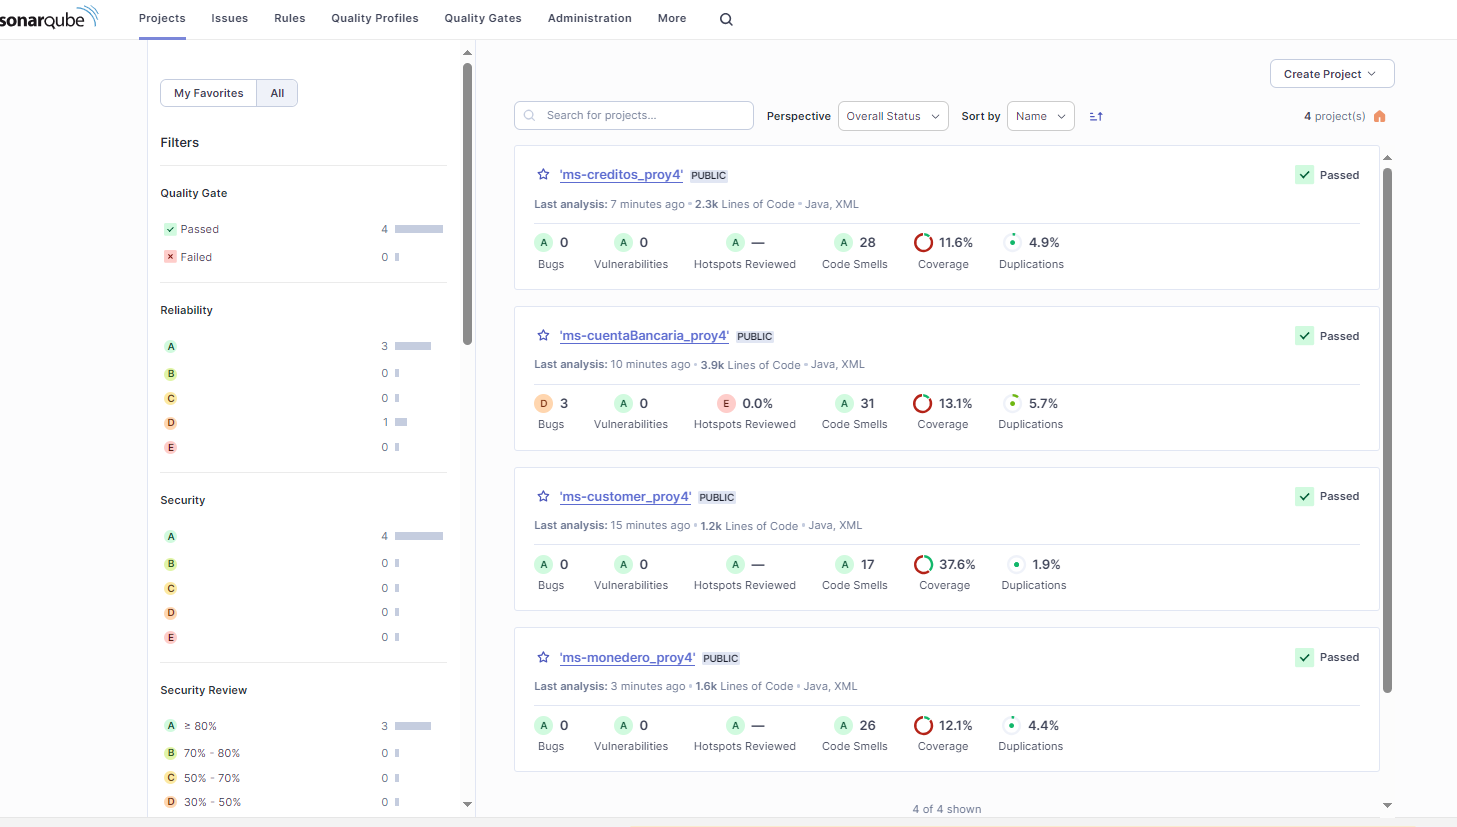 sonarqube Projects Issues Rules Quality Profiles Quality Gates Administration More
My Favorites All
Filters
Quality Gate
Passed 4
Failed 0
Reliability
A 3
B 0
C 0
D 1
E 0
Security
A 4
B 0
C 0
D 0
E 0
Security Review
A ≥ 80% 3
B 70% - 80% 0
C 50% - 70% 0
D 30% - 50% 0
Create Project
Search for projects... Perspective Overall Status Sort by Name 4 project(s)
'ms-creditos_proy4' PUBLIC Passed
Last analysis: 7 minutes ago • 2.3k Lines of Code • Java, XML
A 0 A 0 A — A 28 11.6% 4.9%
Bugs Vulnerabilities Hotspots Reviewed Code Smells Coverage Duplications
'ms-cuentaBancaria_proy4' PUBLIC Passed
Last analysis: 10 minutes ago • 3.9k Lines of Code • Java, XML
D 3 A 0 E 0.0% A 31 13.1% 5.7%
Bugs Vulnerabilities Hotspots Reviewed Code Smells Coverage Duplications
'ms-customer_proy4' PUBLIC Passed
Last analysis: 15 minutes ago • 1.2k Lines of Code • Java, XML
A 0 A 0 A — A 17 37.6% 1.9%
Bugs Vulnerabilities Hotspots Reviewed Code Smells Coverage Duplications
'ms-monedero_proy4' PUBLIC Passed
Last analysis: 3 minutes ago • 1.6k Lines of Code • Java, XML
A 0 A 0 A — A 26 12.1% 4.4%
Bugs Vulnerabilities Hotspots Reviewed Code Smells Coverage Duplications
4 of 4 shown